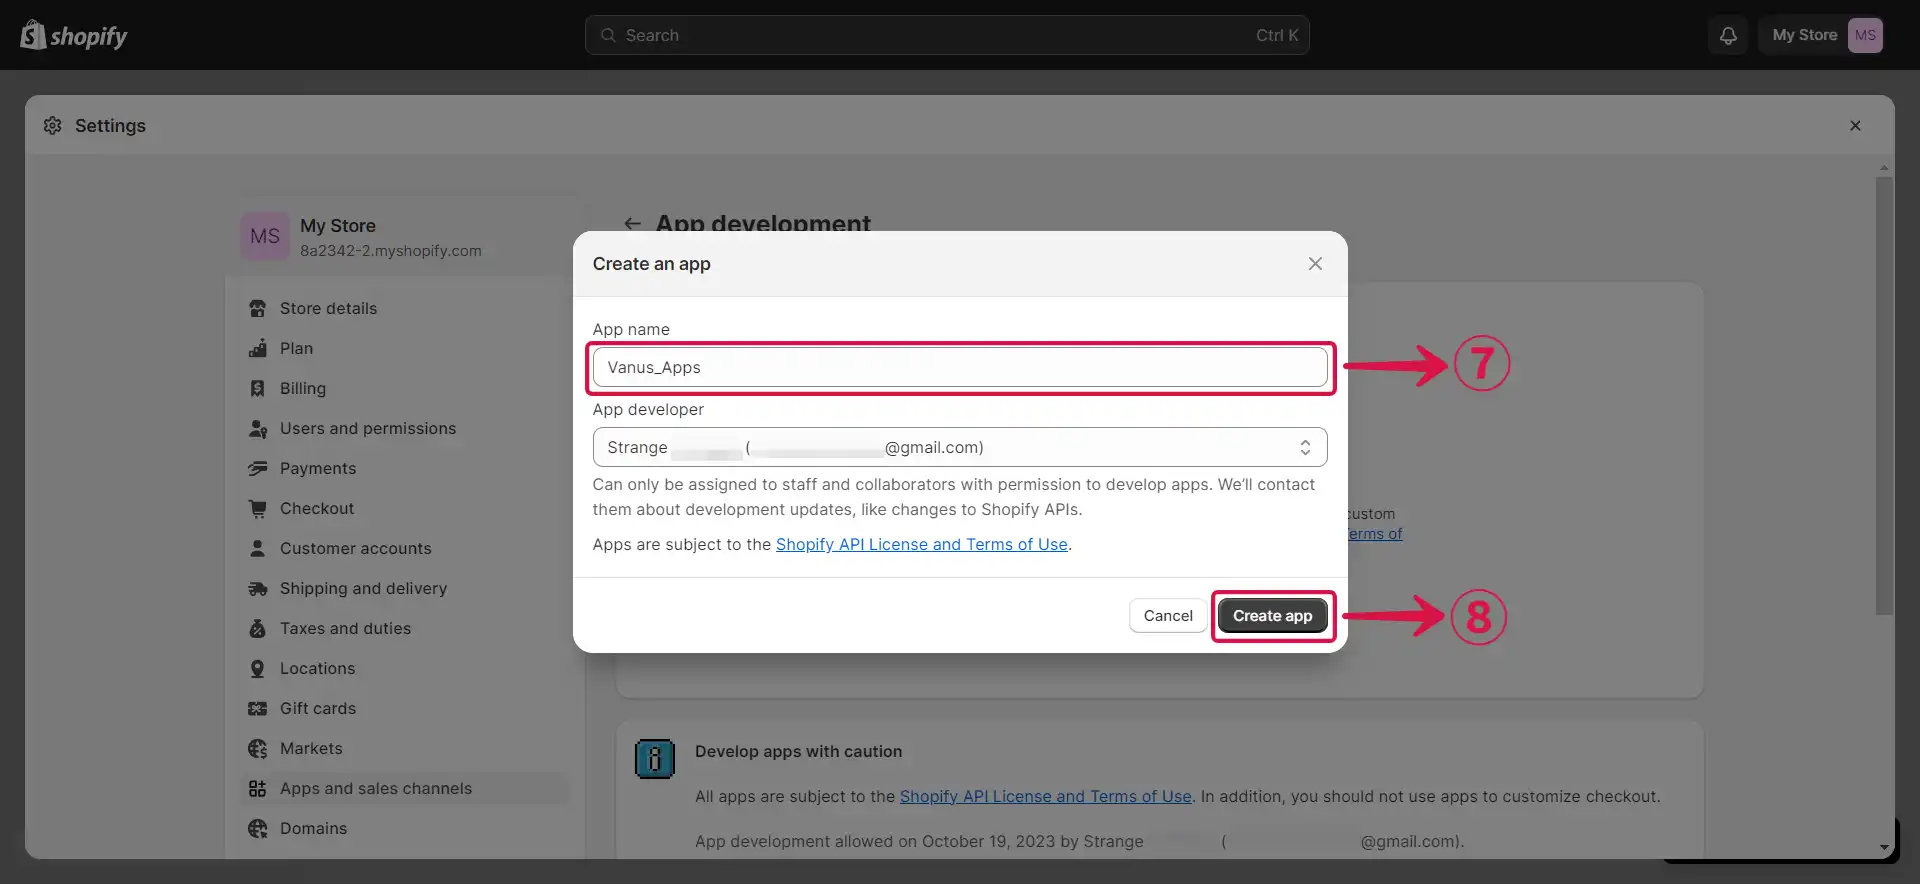 shopify
Search
Ctrl K
My Store
MS
Settings
MS
My Store
8a2342-2.myshopify.com
Store details
Plan
Billing
Users and permissions
Payments
Checkout
Customer accounts
Shipping and delivery
Taxes and duties
Locations
Gift cards
Markets
Apps and sales channels
Domains
App development
Create an app
App name
Vanus_Apps
7
App developer
Strange ( @gmail.com)
Can only be assigned to staff and collaborators with permission to develop apps. We’ll contact
them about development updates, like changes to Shopify APIs.
Apps are subject to the Shopify API License and Terms of Use.
custom
Terms of
Cancel
Create app
8
Develop apps with caution
All apps are subject to the Shopify API License and Terms of Use. In addition, you should not use apps to customize checkout.
App development allowed on October 19, 2023 by Strange ( @gmail.com).